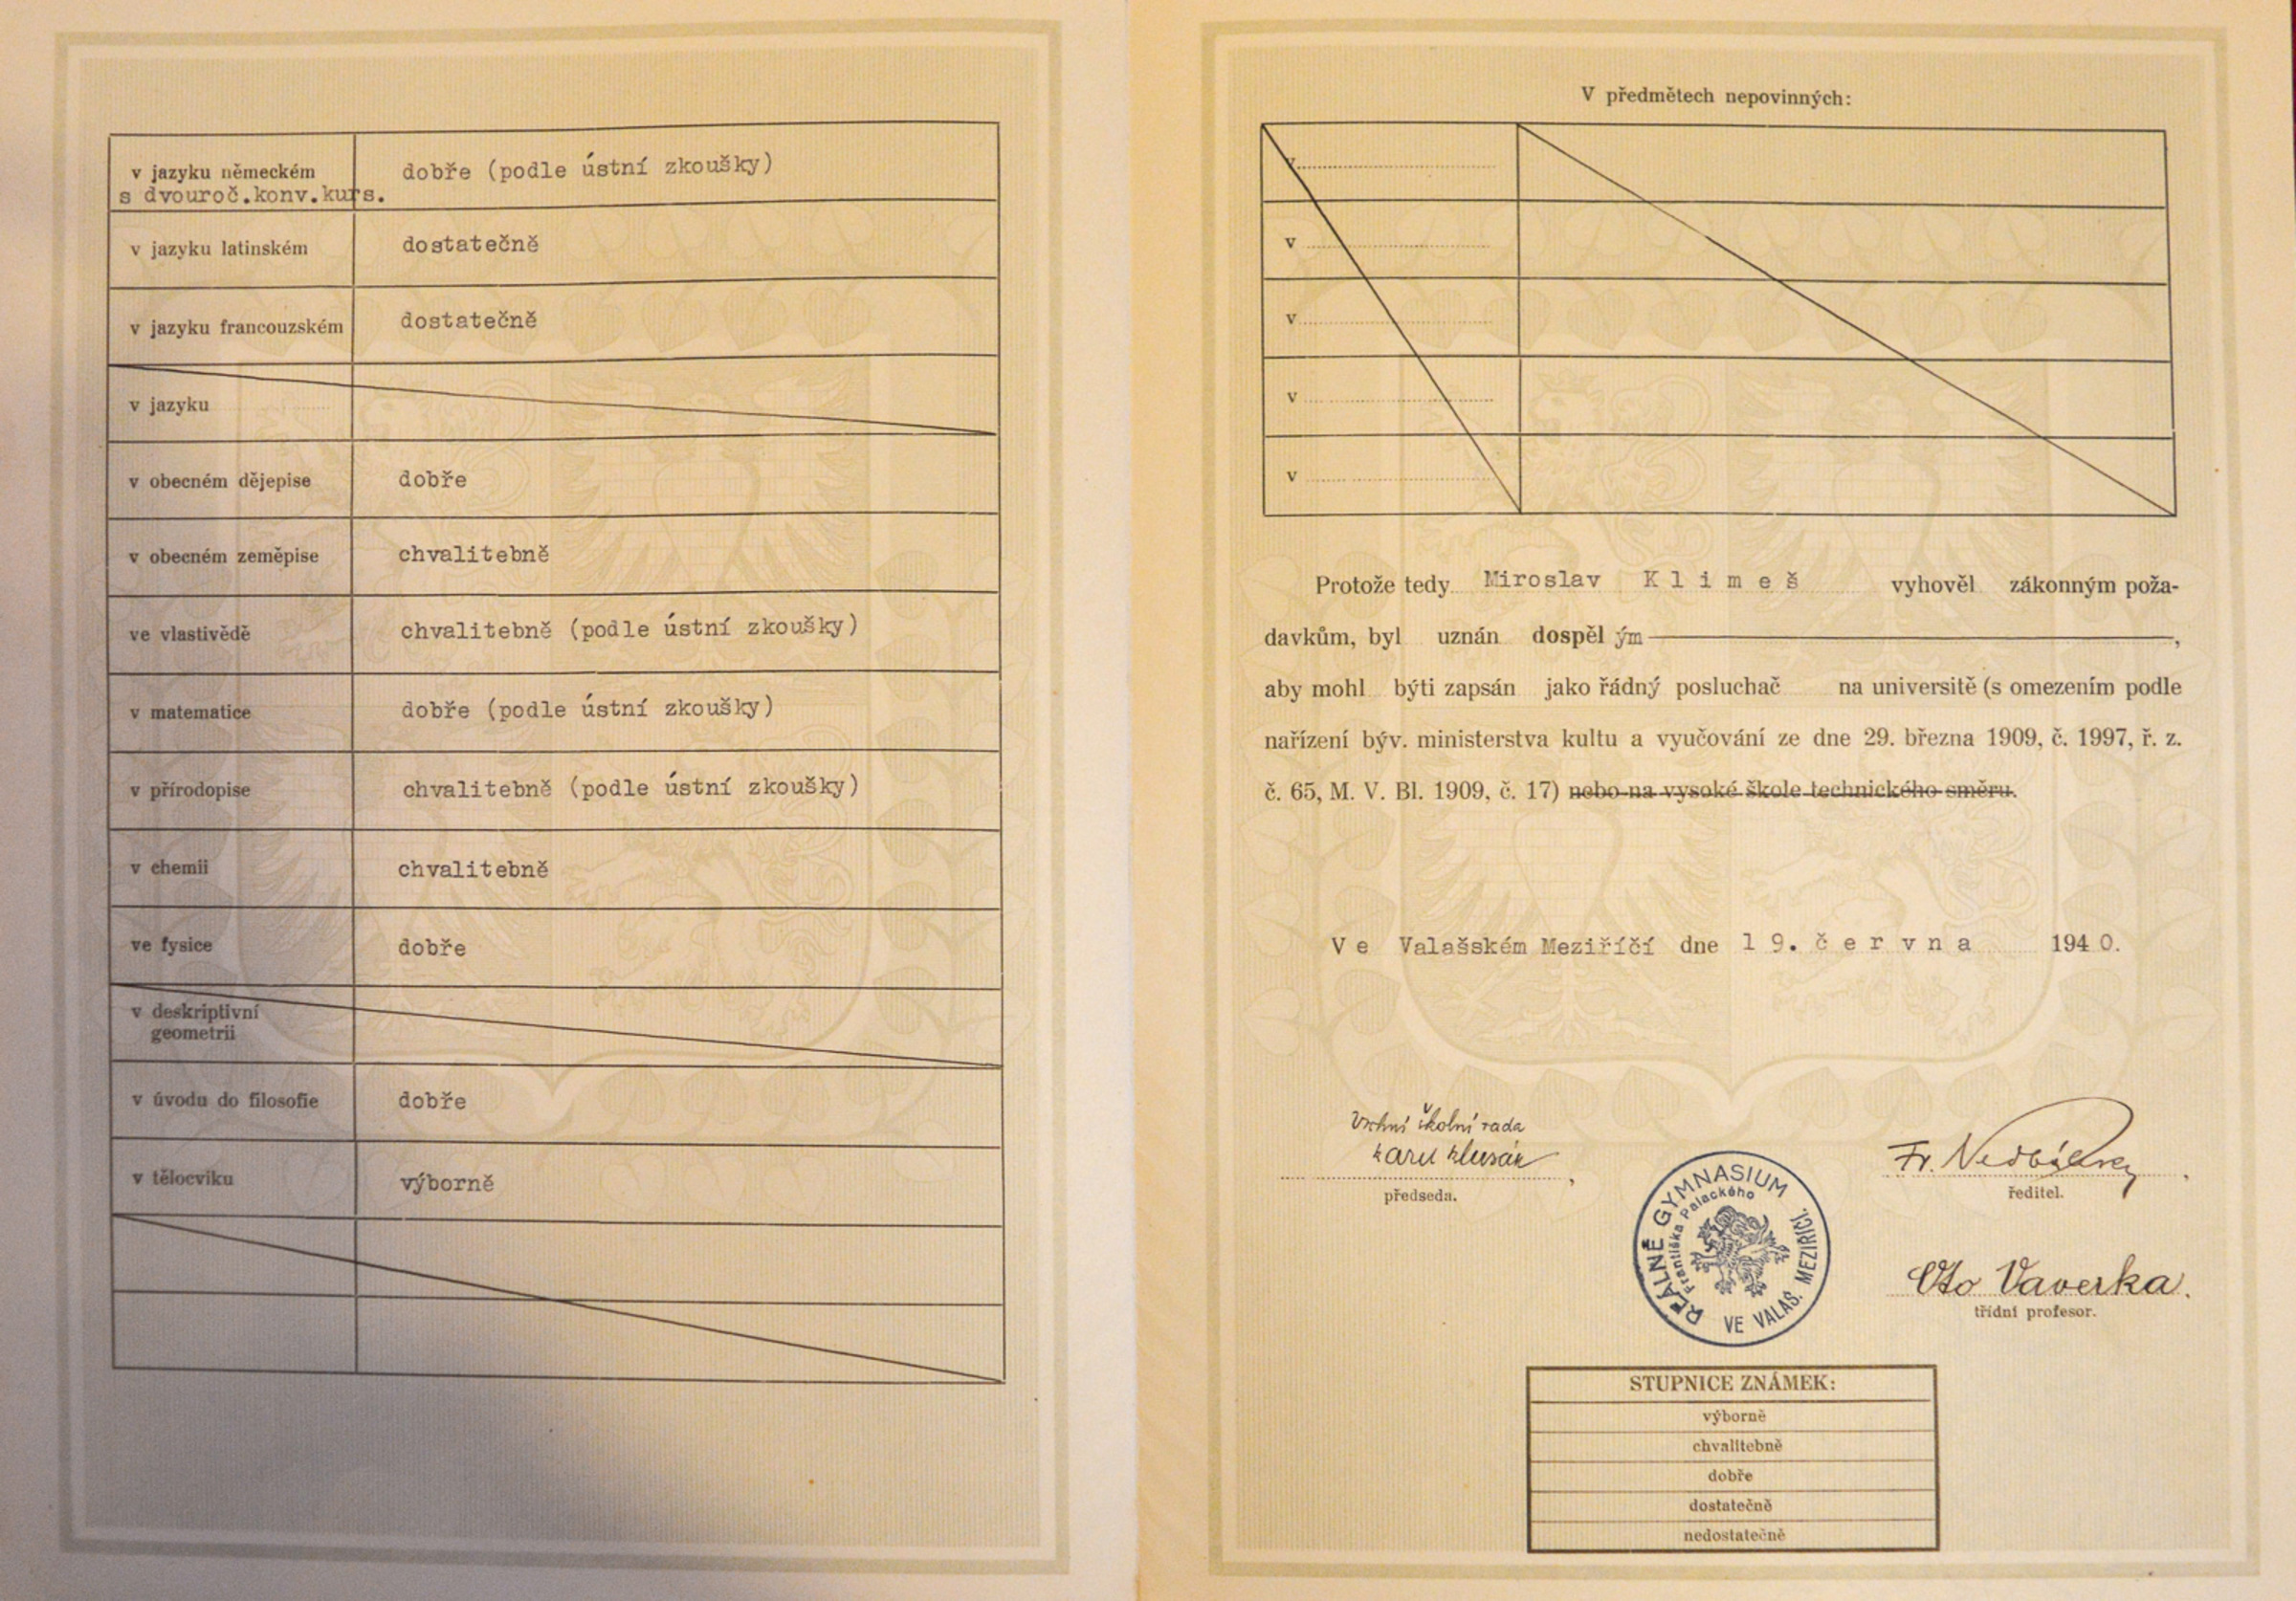 v jazyku německém dobře (podle ústní zkoušky)
s dvouroč.konv.kurs.
v jazyku latinském dostatečně
v jazyku francouzském dostatečně
v jazyku
v obecném dějepise dobře
v obecném zeměpise chvalitebně
ve vlastivědě chvalitebně (podle ústní zkoušky)
v matematice dobře (podle ústní zkoušky)
v přírodopise chvalitebně (podle ústní zkoušky)
v chemii chvalitebně
ve fysice dobře
v deskriptivní
geometrii
v úvodu do filosofie dobře
v tělocviku výborně
V předmětech nepovinných:
v
v
v
v
v
Protože tedy Miroslav Klimeš vyhověl zákonným poža-
davkům, byl uznán dospěl ým,
aby mohl býti zapsán jako řádný posluchač na universitě (s omezením podle
nařízení býv. ministerstva kultu a vyučování ze dne 29. března 1909, č. 1997, ř. z.
č. 65, M. V. Bl. 1909, č. 17) nebo na vysoké škole technického směru.
Ve Valašském Meziříčí dne 19. června 1940.
Vrchní školní rada
Karel Klusák
předseda.
Fr. Nedbálek
ředitel.
REÁLNÉ GYMNASIUM
Františka Palackého
VE VALAŠ. MEZIŘÍČÍ.
Oto Vaverka.
třídní profesor.
STUPNICE ZNÁMEK:
výborně
chvalitebně
dobře
dostatečně
nedostatečně